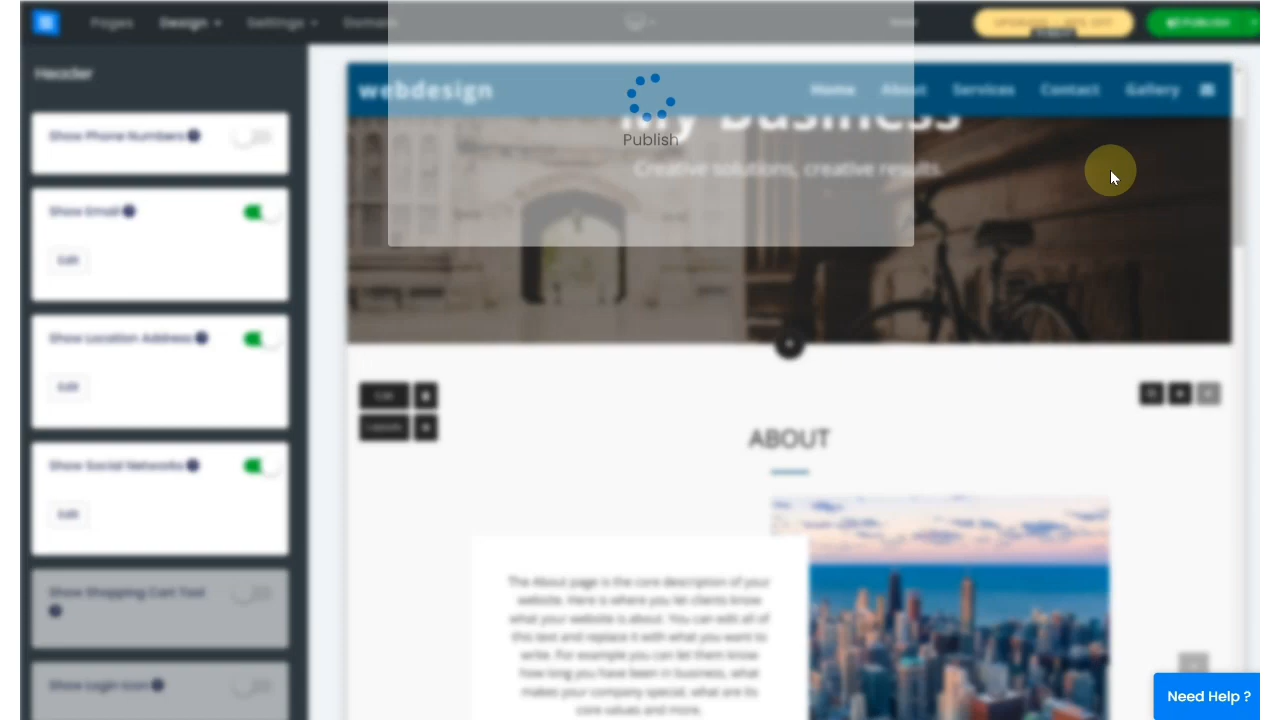 Pages
Design
Settings
Domain
PUBLISH
Header
Show Phone Numbers
Show Email
Edit
Show Location Address
Edit
Show Social Networks
Edit
Show Shopping Cart Tool
Show Login Icon
webdesign
Home
About
Services
Contact
Gallery
Publish
My Business
Creative solutions, creative results.
ABOUT
The About page is the core description of your
website. Here is where you let clients know
what your website is about. You can edit all of
this text and replace it with what you want to
write. For example you can let them know
how long you have been in business, what
makes your company special, what are its
core values and more.
Need Help ?